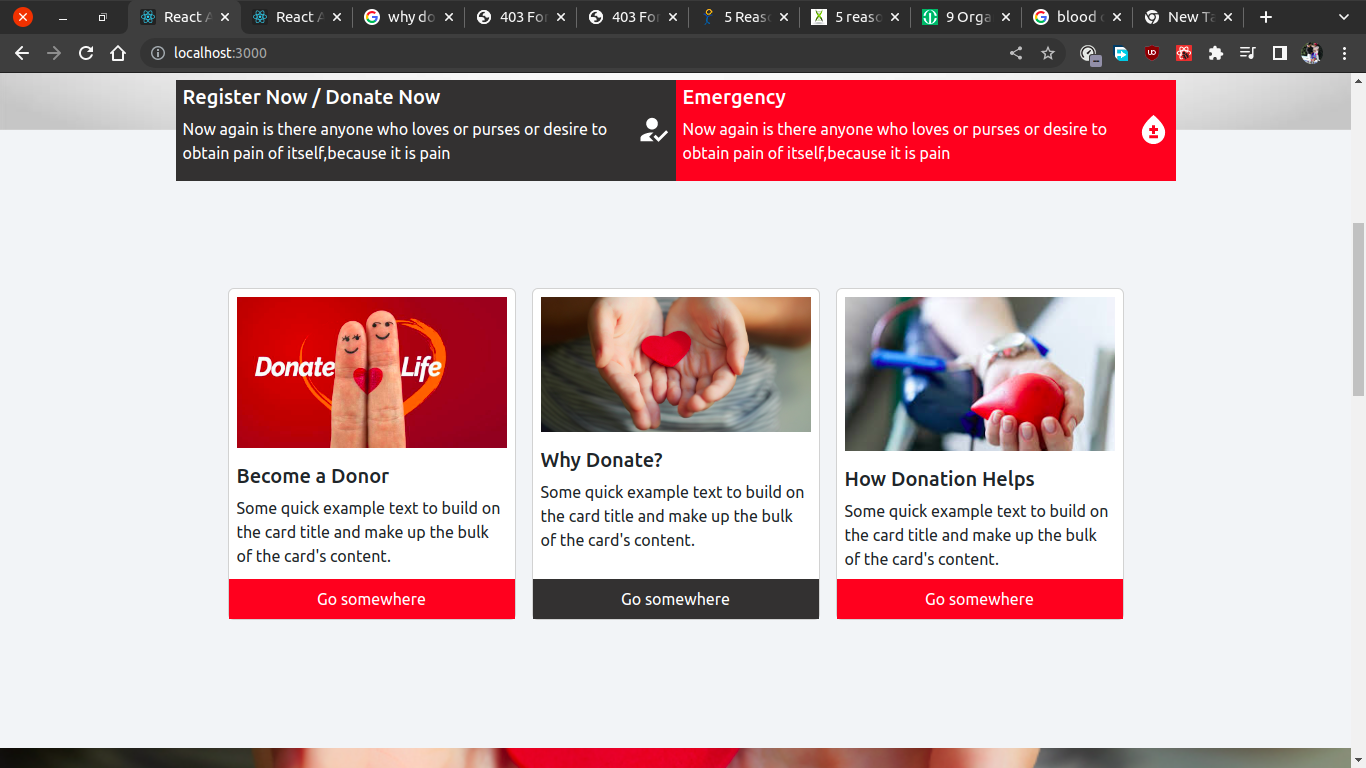 React A
React A
why do
403 For
403 For
5 Reas
5 reaso
9 Orga
blood
New Ta
localhost:3000
Register Now / Donate Now
Now again is there anyone who loves or purses or desire to
obtain pain of itself,because it is pain
Emergency
Now again is there anyone who loves or purses or desire to
obtain pain of itself,because it is pain
Donate Life
Become a Donor
Some quick example text to build on
the card title and make up the bulk
of the card's content.
Go somewhere
Why Donate?
Some quick example text to build on
the card title and make up the bulk
of the card's content.
Go somewhere
How Donation Helps
Some quick example text to build on
the card title and make up the bulk
of the card's content.
Go somewhere